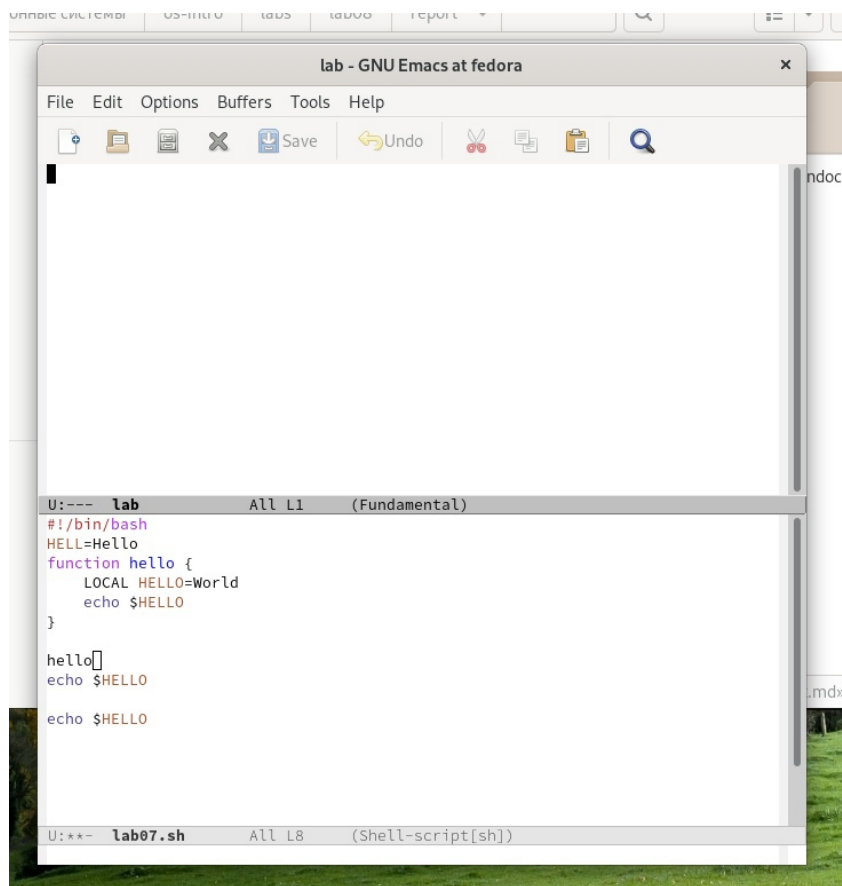 os-intro labs lab08 report
lab - GNU Emacs at fedora ×
File Edit Options Buffers Tools Help
Save Undo
ndoc
U:--- lab All L1 (Fundamental)
#!/bin/bash
HELL=Hello
function hello {
    LOCAL HELLO=World
    echo $HELLO
}
hello
echo $HELLO
.md»
echo $HELLO
U:**- lab07.sh All L8 (Shell-script[sh])